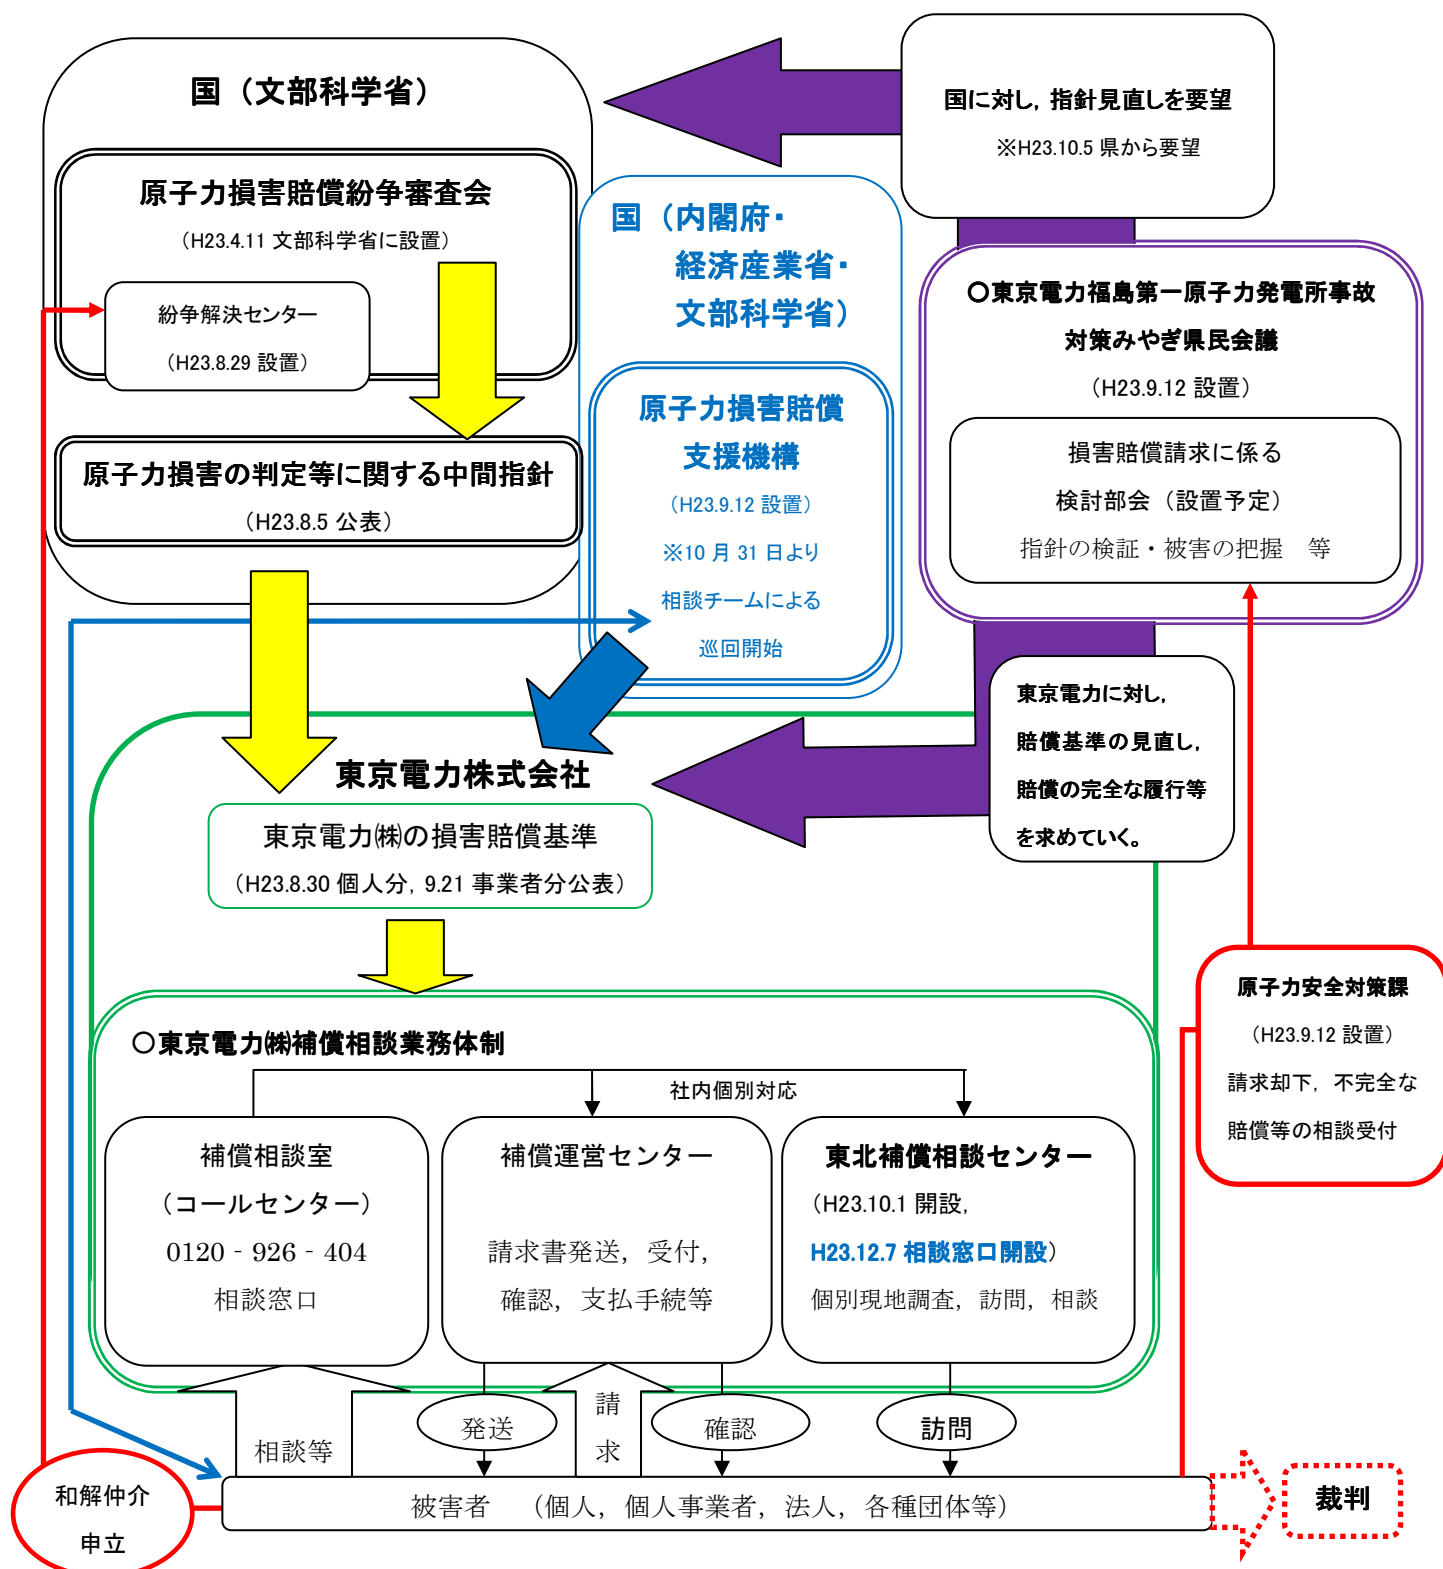 国（文部科学省）
原子力損害賠償紛争審査会
（H23.4.11 文部科学省に設置）
紛争解決センター
（H23.8.29 設置）
原子力損害の判定等に関する中間指針
（H23.8.5 公表）
国（内閣府・
経済産業省・
文部科学省）
原子力損害賠償
支援機構
（H23.9.12 設置）
※10 月 31 日より
相談チームによる
巡回開始
国に対し，指針見直しを要望
※H23.10.5 県から要望
○東京電力福島第一原子力発電所事故
対策みやぎ県民会議
（H23.9.12 設置）
損害賠償請求に係る
検討部会（設置予定）
指針の検証・被害の把握　等
東京電力に対し，
賠償基準の見直し，
賠償の完全な履行等
を求めていく。
東京電力株式会社
東京電力㈱の損害賠償基準
（H23.8.30 個人分，9.21 事業者分公表）
原子力安全対策課
（H23.9.12 設置）
請求却下，不完全な
賠償等の相談受付
○東京電力㈱補償相談業務体制
社内個別対応
補償相談室
（コールセンター）
0120‐926‐404
相談窓口
補償運営センター
請求書発送，受付，
確認，支払手続等
東北補償相談センター
（H23.10.1 開設，
H23.12.7 相談窓口開設）
個別現地調査，訪問，相談
相談等
発送
請
求
確認
訪問
和解仲介
申立
被害者　（個人，個人事業者，法人，各種団体等）
裁判